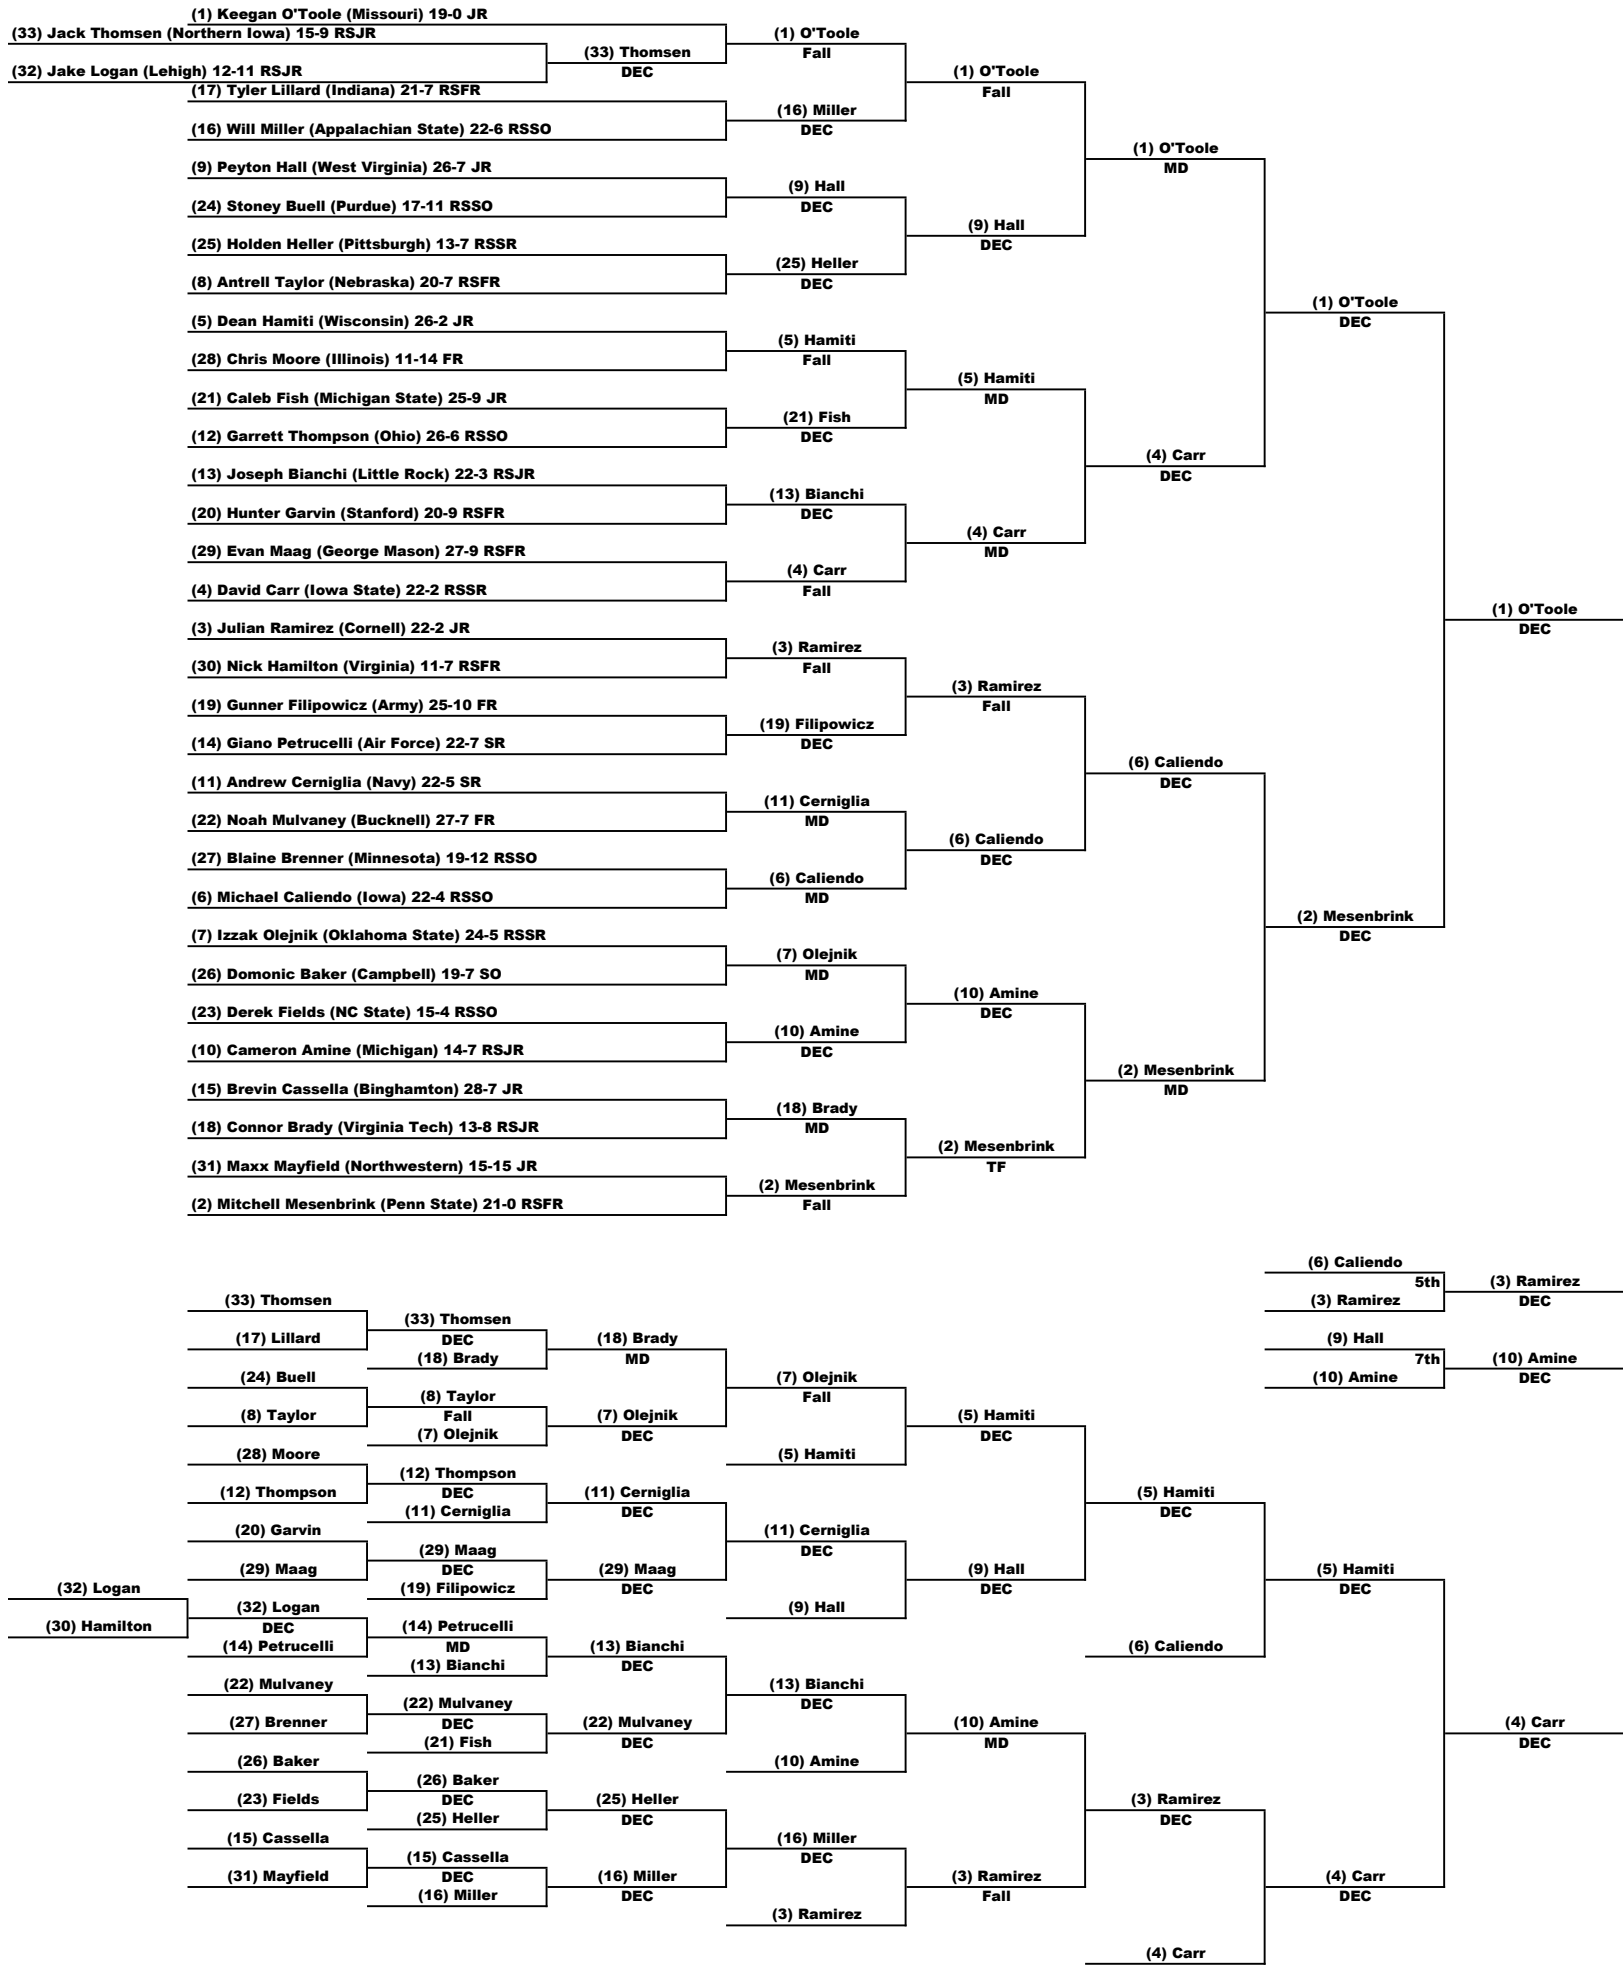 (1) Keegan O'Toole (Missouri) 19-0 JR
(33) Jack Thomsen (Northern Iowa) 15-9 RSJR
(1) O'Toole
(33) Thomsen
Fall
(32) Jake Logan (Lehigh) 12-11 RSJR
DEC
(1) O'Toole
(17) Tyler Lillard (Indiana) 21-7 RSFR
Fall
(16) Miller
(16) Will Miller (Appalachian State) 22-6 RSSO
DEC
(1) O'Toole
(9) Peyton Hall (West Virginia) 26-7 JR
MD
(9) Hall
(24) Stoney Buell (Purdue) 17-11 RSSO
DEC
(9) Hall
(25) Holden Heller (Pittsburgh) 13-7 RSSR
DEC
(25) Heller
(8) Antrell Taylor (Nebraska) 20-7 RSFR
DEC
(1) O'Toole
(5) Dean Hamiti (Wisconsin) 26-2 JR
DEC
(5) Hamiti
(28) Chris Moore (Illinois) 11-14 FR
Fall
(5) Hamiti
(21) Caleb Fish (Michigan State) 25-9 JR
MD
(21) Fish
(12) Garrett Thompson (Ohio) 26-6 RSSO
DEC
(4) Carr
(13) Joseph Bianchi (Little Rock) 22-3 RSJR
DEC
(13) Bianchi
(20) Hunter Garvin (Stanford) 20-9 RSFR
DEC
(4) Carr
(29) Evan Maag (George Mason) 27-9 RSFR
MD
(4) Carr
(4) David Carr (Iowa State) 22-2 RSSR
Fall
(1) O'Toole
(3) Julian Ramirez (Cornell) 22-2 JR
DEC
(3) Ramirez
(30) Nick Hamilton (Virginia) 11-7 RSFR
Fall
(3) Ramirez
(19) Gunner Filipowicz (Army) 25-10 FR
Fall
(19) Filipowicz
(14) Giano Petrucelli (Air Force) 22-7 SR
DEC
(6) Caliendo
(11) Andrew Cerniglia (Navy) 22-5 SR
DEC
(11) Cerniglia
(22) Noah Mulvaney (Bucknell) 27-7 FR
MD
(6) Caliendo
(27) Blaine Brenner (Minnesota) 19-12 RSSO
DEC
(6) Caliendo
(6) Michael Caliendo (Iowa) 22-4 RSSO
MD
(2) Mesenbrink
(7) Izzak Olejnik (Oklahoma State) 24-5 RSSR
DEC
(7) Olejnik
(26) Domonic Baker (Campbell) 19-7 SO
MD
(10) Amine
(23) Derek Fields (NC State) 15-4 RSSO
DEC
(10) Amine
(10) Cameron Amine (Michigan) 14-7 RSJR
DEC
(2) Mesenbrink
(15) Brevin Cassella (Binghamton) 28-7 JR
MD
(18) Brady
(18) Connor Brady (Virginia Tech) 13-8 RSJR
MD
(2) Mesenbrink
(31) Maxx Mayfield (Northwestern) 15-15 JR
TF
(2) Mesenbrink
(2) Mitchell Mesenbrink (Penn State) 21-0 RSFR
Fall
(6) Caliendo
5th
(3) Ramirez
(3) Ramirez
DEC
(9) Hall
7th
(10) Amine
(10) Amine
DEC
(33) Thomsen
(33) Thomsen
(17) Lillard
DEC
(18) Brady
(18) Brady
MD
(24) Buell
(8) Taylor
(7) Olejnik
Fall
(8) Taylor
Fall
(7) Olejnik
(5) Hamiti
(7) Olejnik
DEC
DEC
(28) Moore
(5) Hamiti
(12) Thompson
(12) Thompson
DEC
(11) Cerniglia
(5) Hamiti
(11) Cerniglia
DEC
DEC
(20) Garvin
(11) Cerniglia
(29) Maag
DEC
(29) Maag
DEC
(29) Maag
(9) Hall
(5) Hamiti
(19) Filipowicz
DEC
DEC
DEC
(32) Logan
(32) Logan
(9) Hall
(30) Hamilton
DEC
(14) Petrucelli
(14) Petrucelli
MD
(13) Bianchi
(6) Caliendo
(13) Bianchi
DEC
(22) Mulvaney
(13) Bianchi
(22) Mulvaney
DEC
(27) Brenner
DEC
(22) Mulvaney
(10) Amine
(4) Carr
(21) Fish
DEC
MD
DEC
(26) Baker
(10) Amine
(26) Baker
(23) Fields
DEC
(25) Heller
(3) Ramirez
(25) Heller
DEC
DEC
(15) Cassella
(16) Miller
(15) Cassella
DEC
(31) Mayfield
DEC
(16) Miller
(3) Ramirez
(4) Carr
(16) Miller
DEC
Fall
DEC
(3) Ramirez
(4) Carr